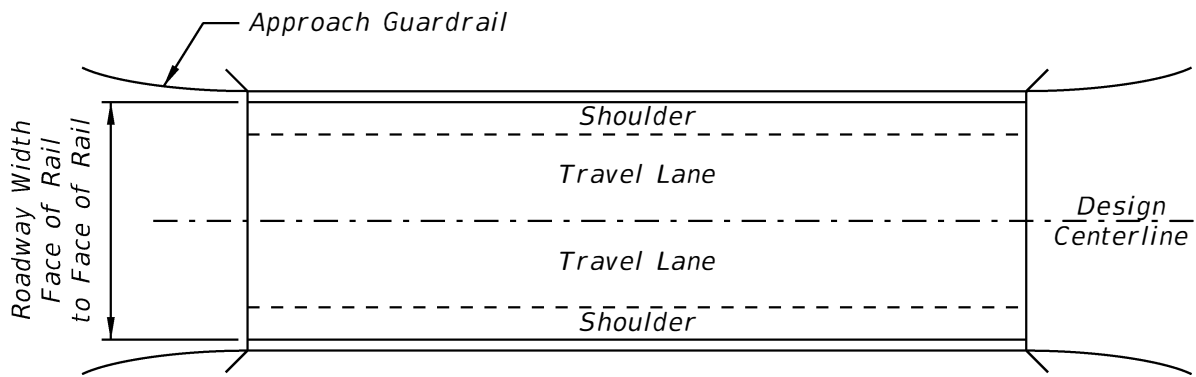 Approach Guardrail
Shoulder
Travel Lane
Roadway Width
Face of Rail
to Face of Rail
Design
Centerline
Travel Lane
Shoulder